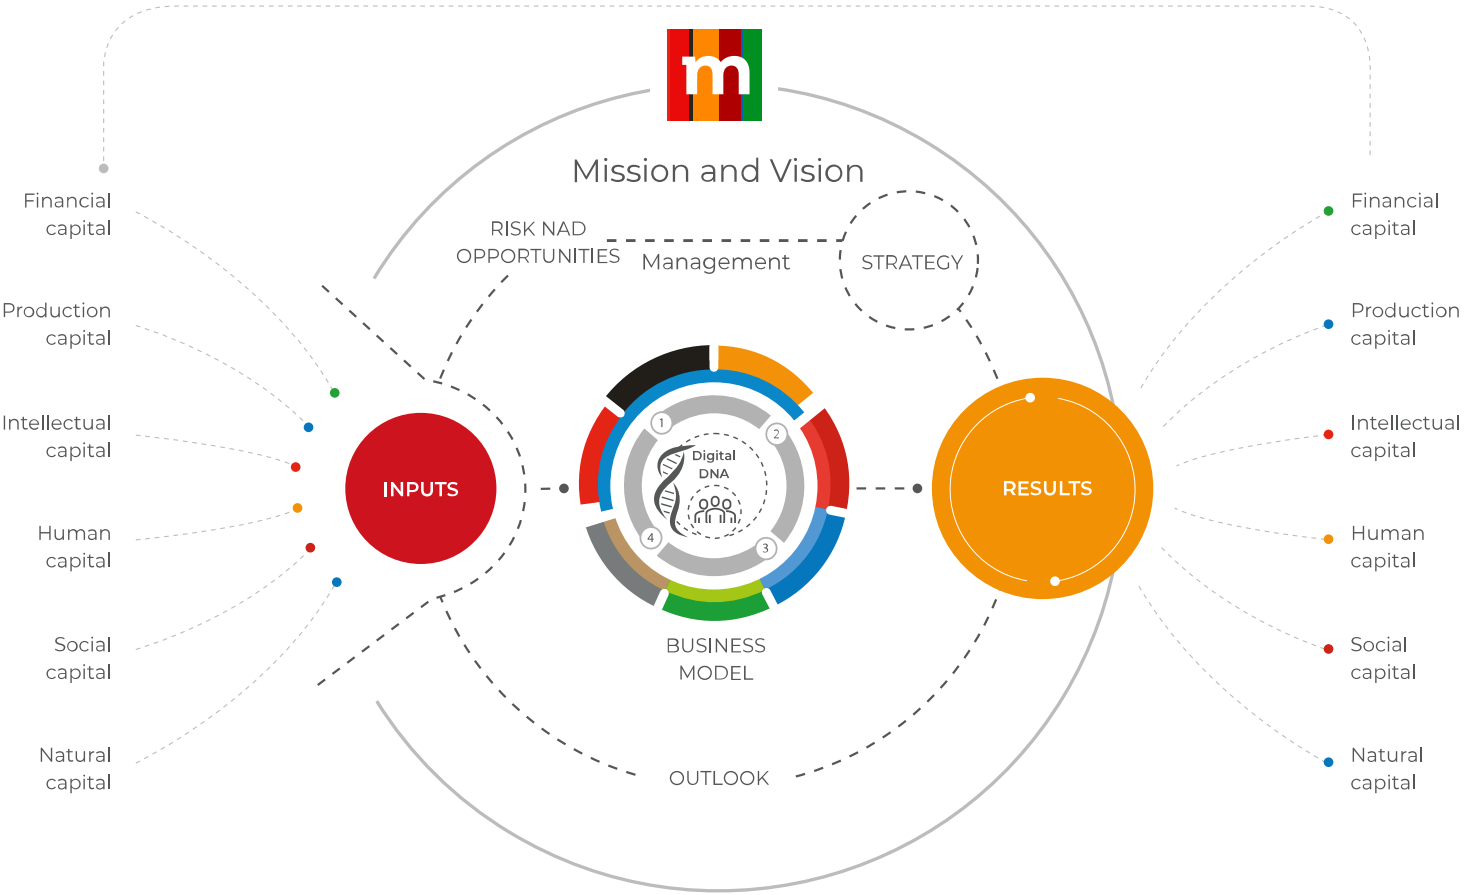 m
Mission and Vision
RISK NAD
OPPORTUNITIES
Management
STRATEGY
Financial
capital
Production
capital
Intellectual
capital
Human
capital
Social
capital
Natural
capital
INPUTS
1
2
Digital
DNA
4
3
BUSINESS
MODEL
OUTLOOK
RESULTS
Financial
capital
Production
capital
Intellectual
capital
Human
capital
Social
capital
Natural
capital